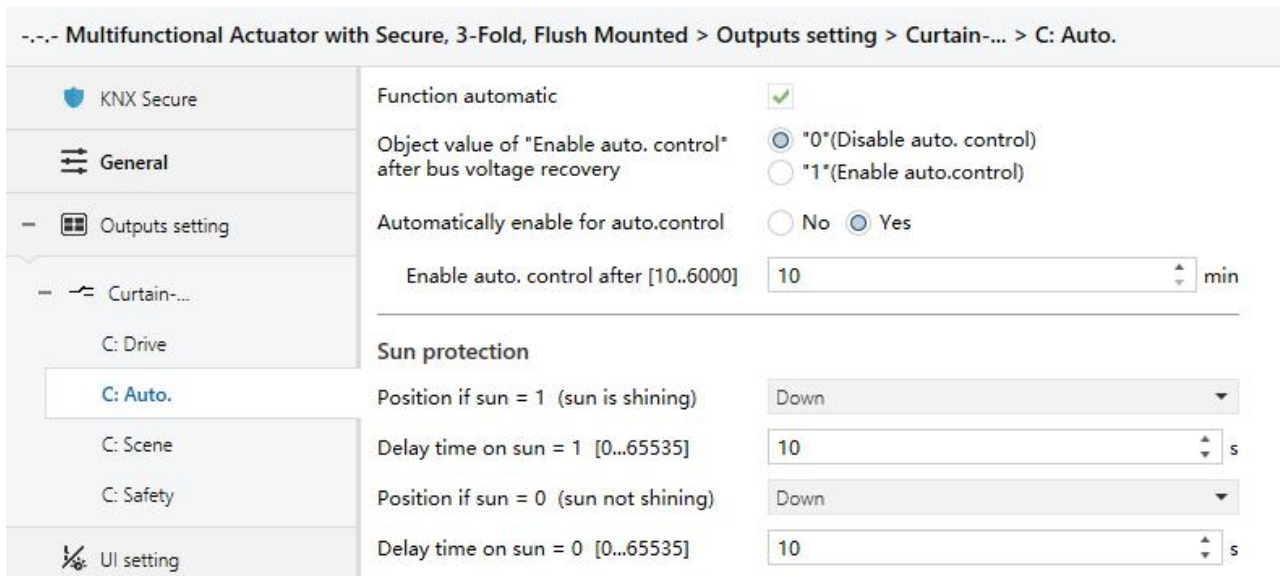 -.-.- Multifunctional Actuator with Secure, 3-Fold, Flush Mounted > Outputs setting > Curtain-... > C: Auto.
KNX Secure
General
Outputs setting
Curtain-...
C: Drive
C: Auto.
C: Scene
C: Safety
UI setting
Function automatic
Object value of "Enable auto. control"
after bus voltage recovery
"0"(Disable auto. control)
"1"(Enable auto.control)
Automatically enable for auto.control No Yes
Enable auto. control after [10..6000] 10 min
Sun protection
Position if sun = 1 (sun is shining) Down
Delay time on sun = 1 [0...65535] 10 s
Position if sun = 0 (sun not shining) Down
Delay time on sun = 0 [0...65535] 10 s